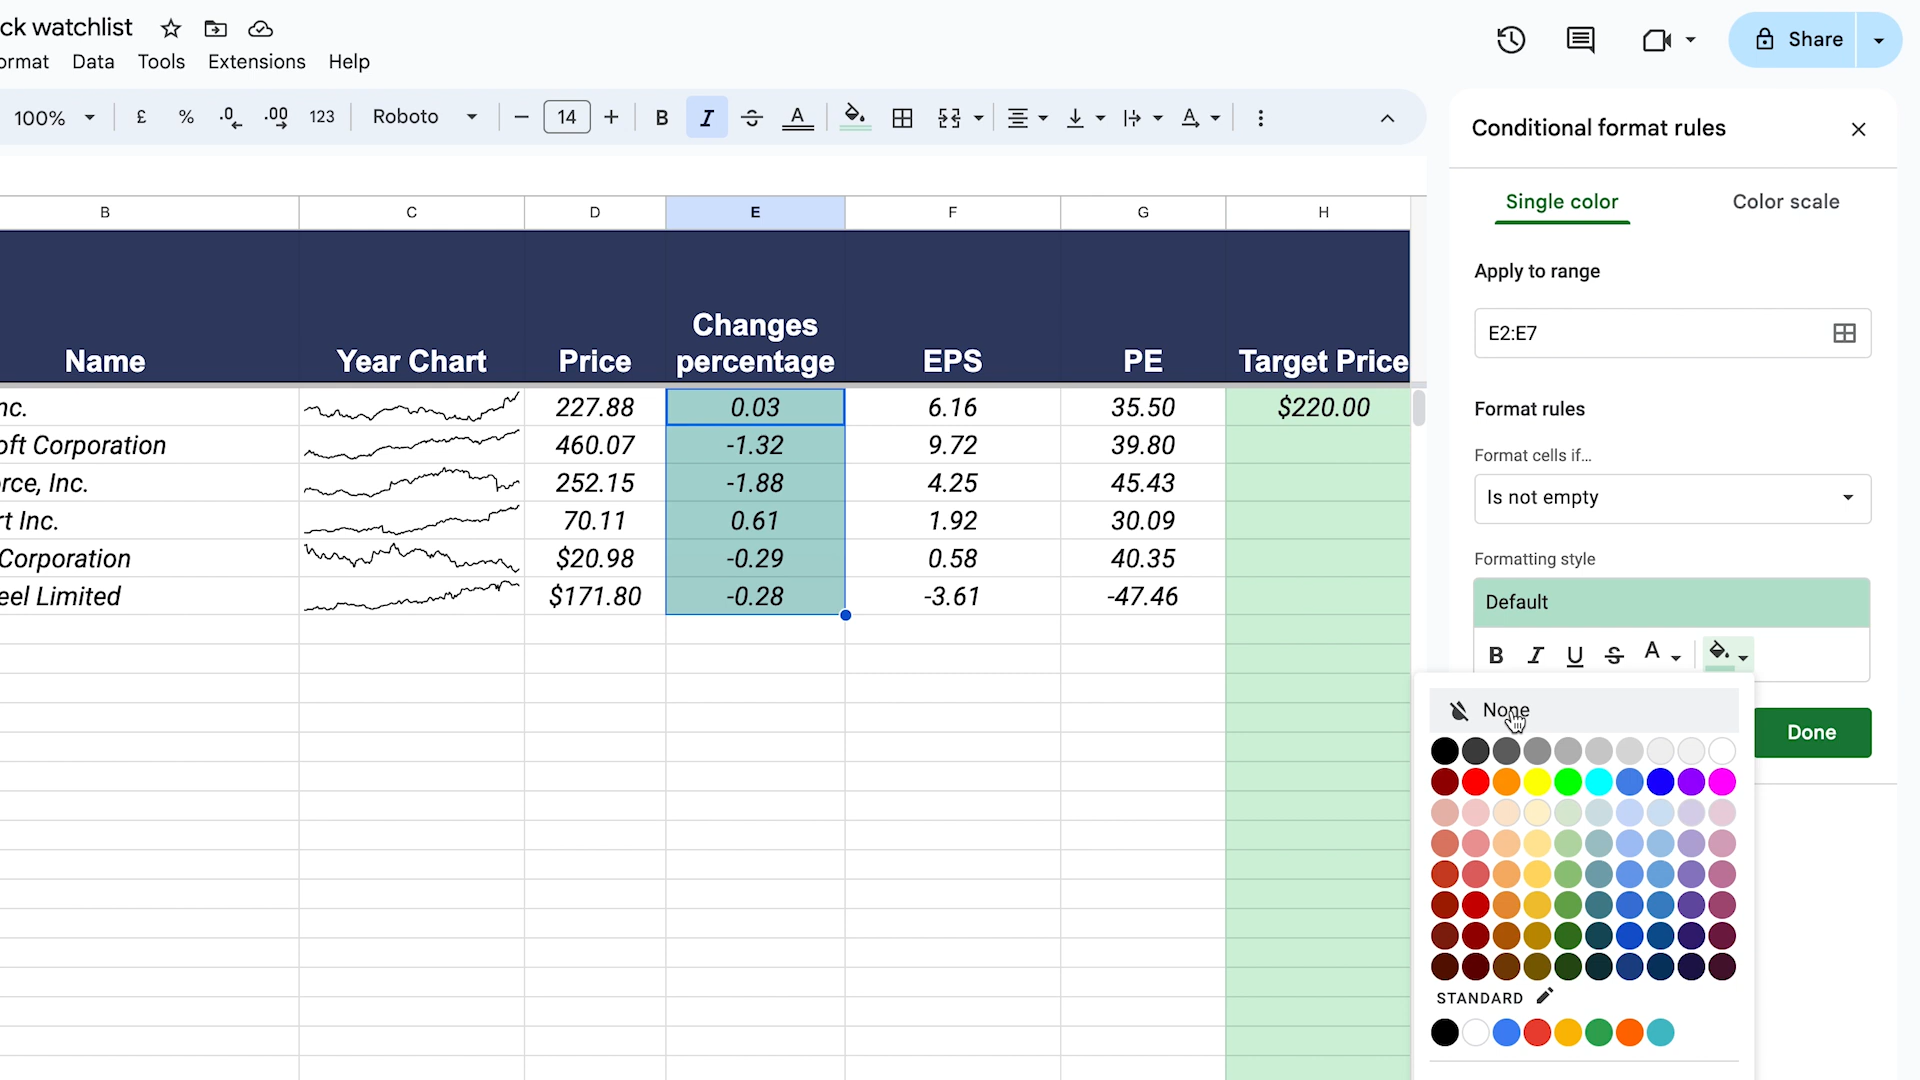 ck watchlist
ormat Data Tools Extensions Help
Share
100% £ % .0 .00 123 Roboto 14 B I S A A
Conditional format rules
Single color Color scale
B C D E F G H
Name Year Chart Price Changes percentage EPS PE Target Price
nc. 227.88 0.03 6.16 35.50 $220.00
oft Corporation 460.07 -1.32 9.72 39.80
rce, Inc. 252.15 -1.88 4.25 45.43
rt Inc. 70.11 0.61 1.92 30.09
Corporation $20.98 -0.29 0.58 40.35
eel Limited $171.80 -0.28 -3.61 -47.46
Apply to range
E2:E7
Format rules
Format cells if...
Is not empty
Formatting style
Default
B I U S A
None
Done
STANDARD